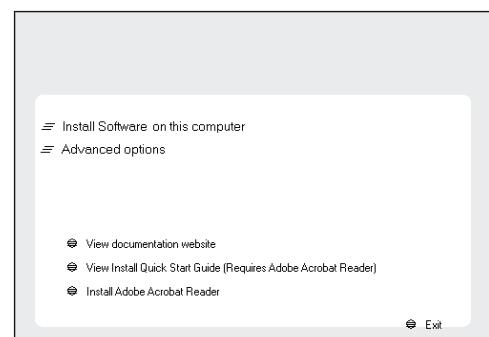 Install Software on this computer
Advanced options
View documentation website
View Install Quick Start Guide (Requires Adobe Acrobat Reader)
Install Adobe Acrobat Reader
Exit